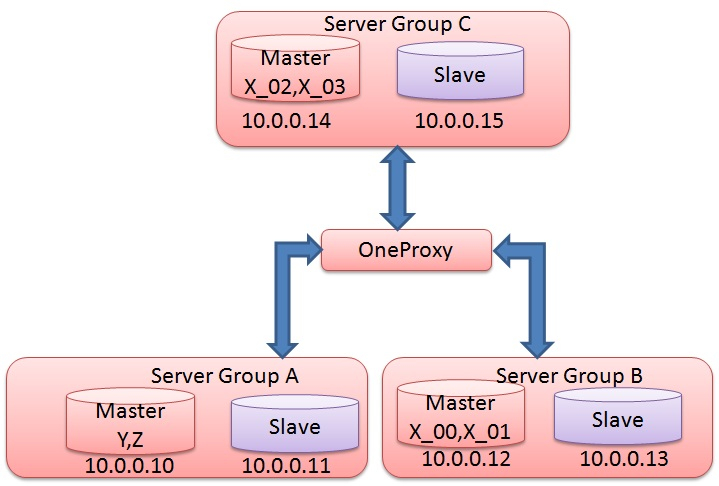 Server Group C
Master
X_02,X_03
Slave
10.0.0.14
10.0.0.15
OneProxy
Server Group A
Master
Y,Z
Slave
10.0.0.10
10.0.0.11
Server Group B
Master
X_00,X_01
Slave
10.0.0.12
10.0.0.13